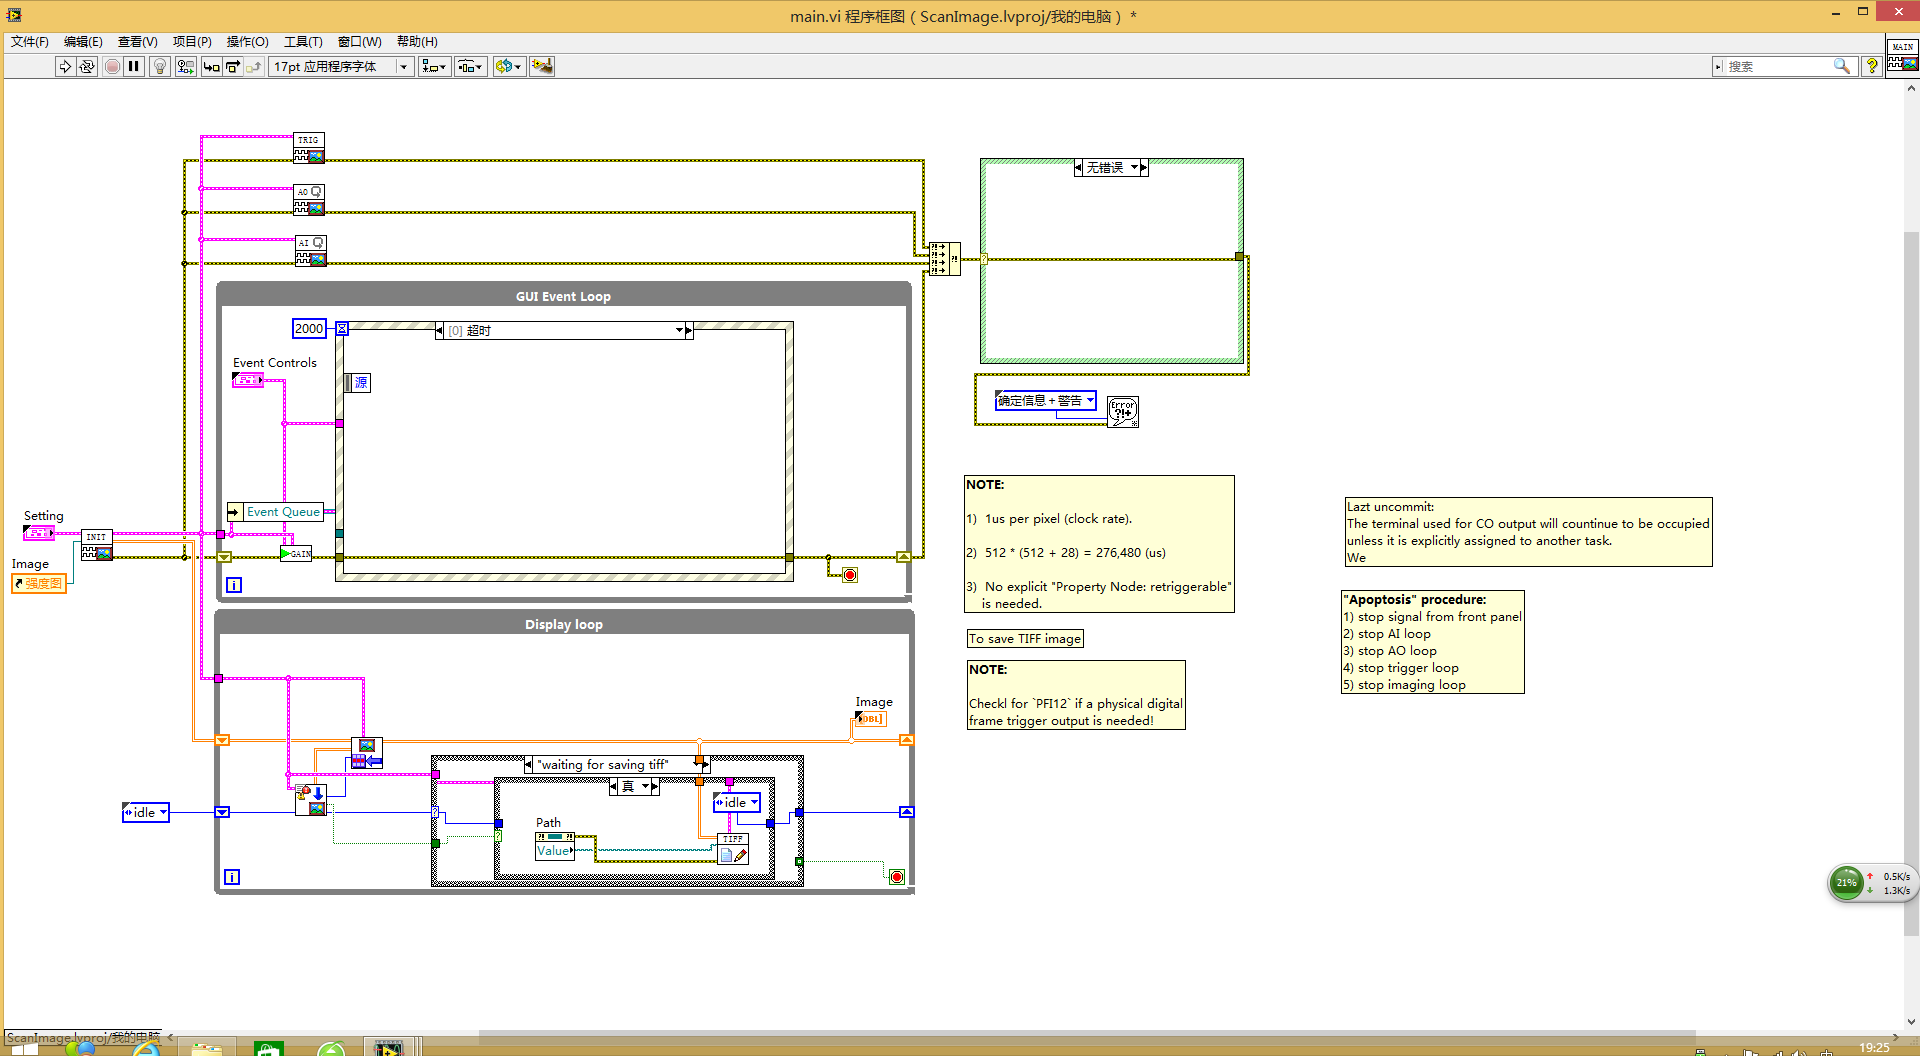 main.vi 程序框图 ( ScanImage.lvproj/我的电脑 ) *
文件(F) 编辑(E) 查看(V) 项目(P) 操作(O) 工具(T) 窗口(W) 帮助(H)
17pt 应用程序字体
搜索
MAIN
TRIG
AO
AI
无错误
GUI Event Loop
2000
[0] 超时
Event Controls
源
确定信息 + 警告
Error
Event Queue
GAIN
Setting
INIT
Image
强度图
i
NOTE:
1) 1us per pixel (clock rate).
2) 512 * (512 + 28) = 276,480 (us)
3) No explicit "Property Node: retriggerable"
is needed.
Lazt uncommit:
The terminal used for CO output will countinue to be occupied
unless it is explicitly assigned to another task.
We
"Apoptosis" procedure:
1) stop signal from front panel
2) stop AI loop
3) stop AO loop
4) stop trigger loop
5) stop imaging loop
To save TIFF image
NOTE:
Checkl for `PFI12` if a physical digital
frame trigger output is needed!
Display loop
Image
DBL]
"waiting for saving tiff"
真
idle
idle
Path
Value
TIFF
i
21%
0.5K/s
1.3K/s
ScanImage.lvproj/我的电脑
19:25